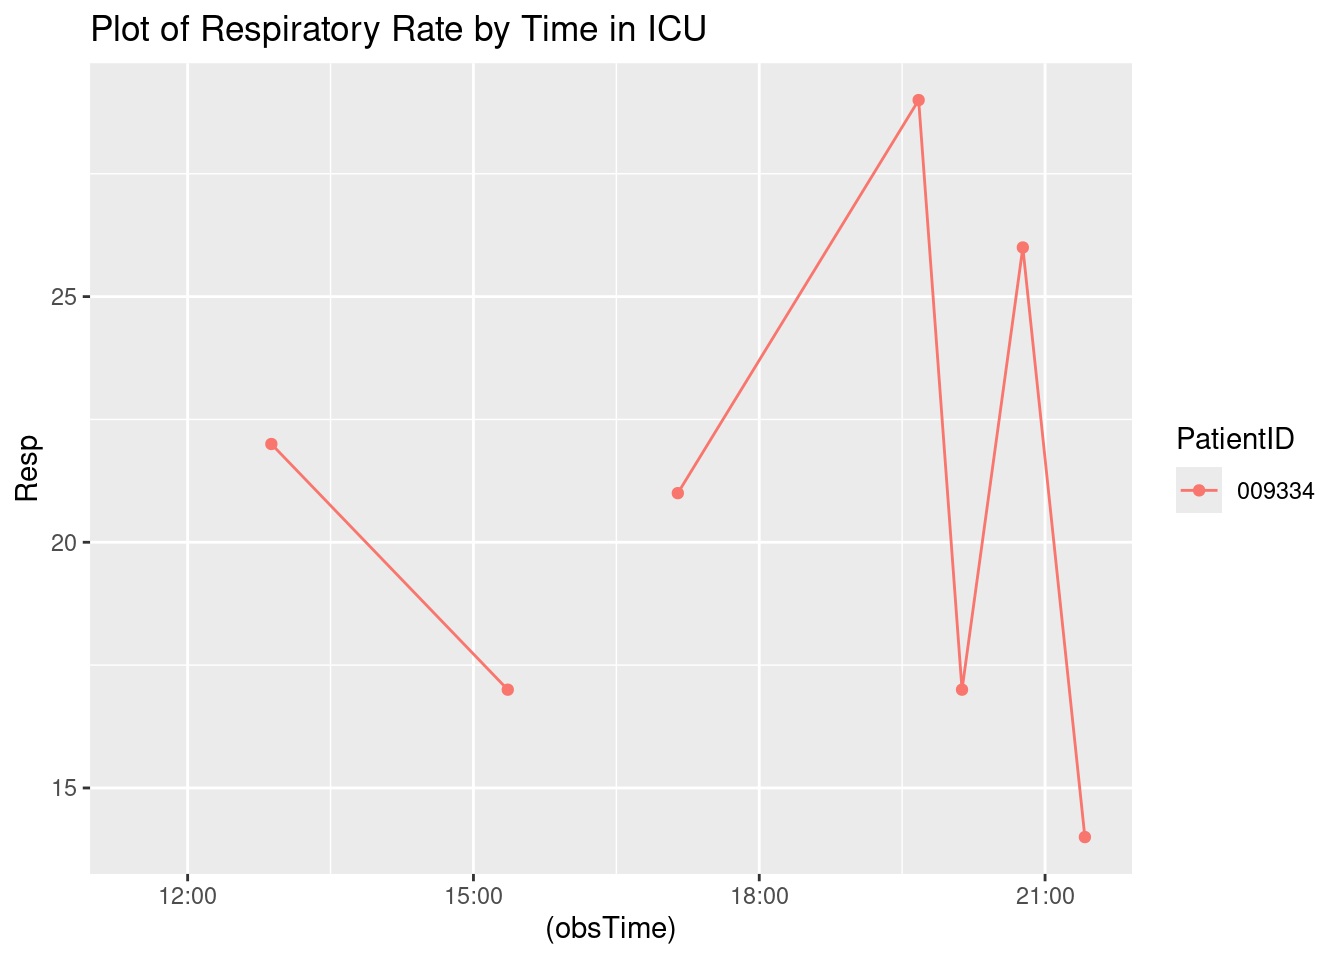 Plot of Respiratory Rate by Time in ICU
Resp
25
20
15
12:00 15:00 18:00 21:00
(obsTime)
PatientID
009334